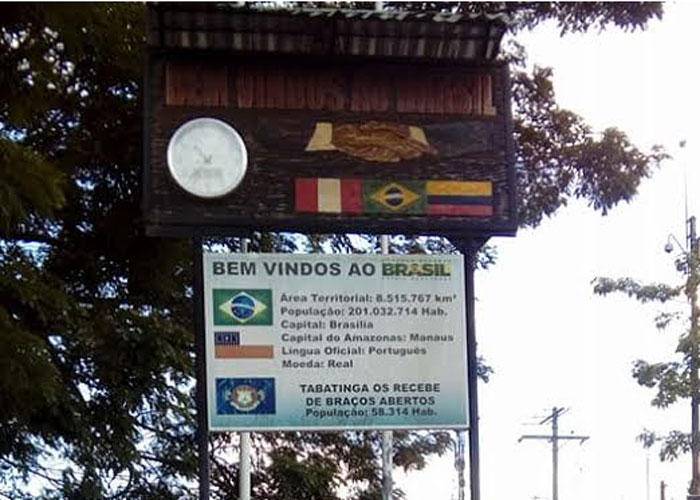 BEM VINDOS AO BRASIL
BEM VINDOS AO BRASIL
Área Territorial: 8.515.767 km²
População: 201.032.714 Hab.
Capital: Brasília
Capital do Amazonas: Manaus
Língua Oficial: Português
Moeda: Real
TABATINGA OS RECEBE
DE BRAÇOS ABERTOS
População: 58.314 Hab.